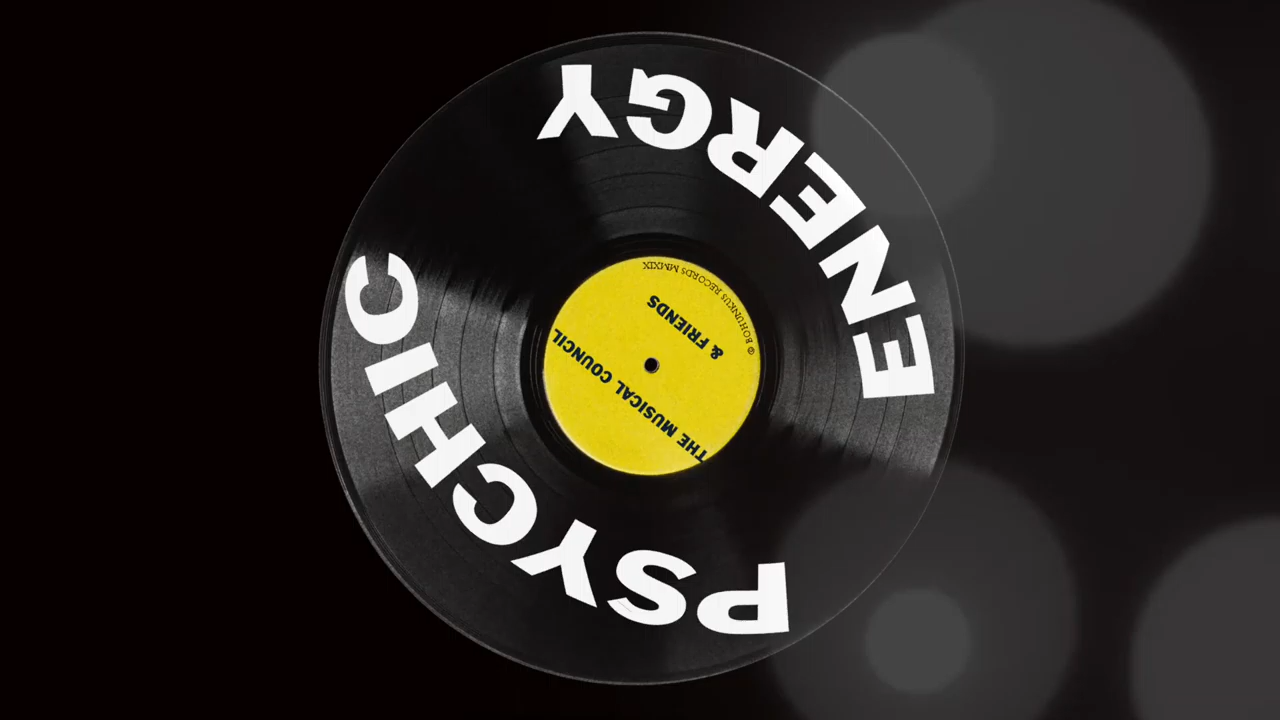 PSYCHIC
ENERGY
THE MUSICAL COUNCIL
& FRIENDS
© BOHUNKUS RECORDS MMXIX